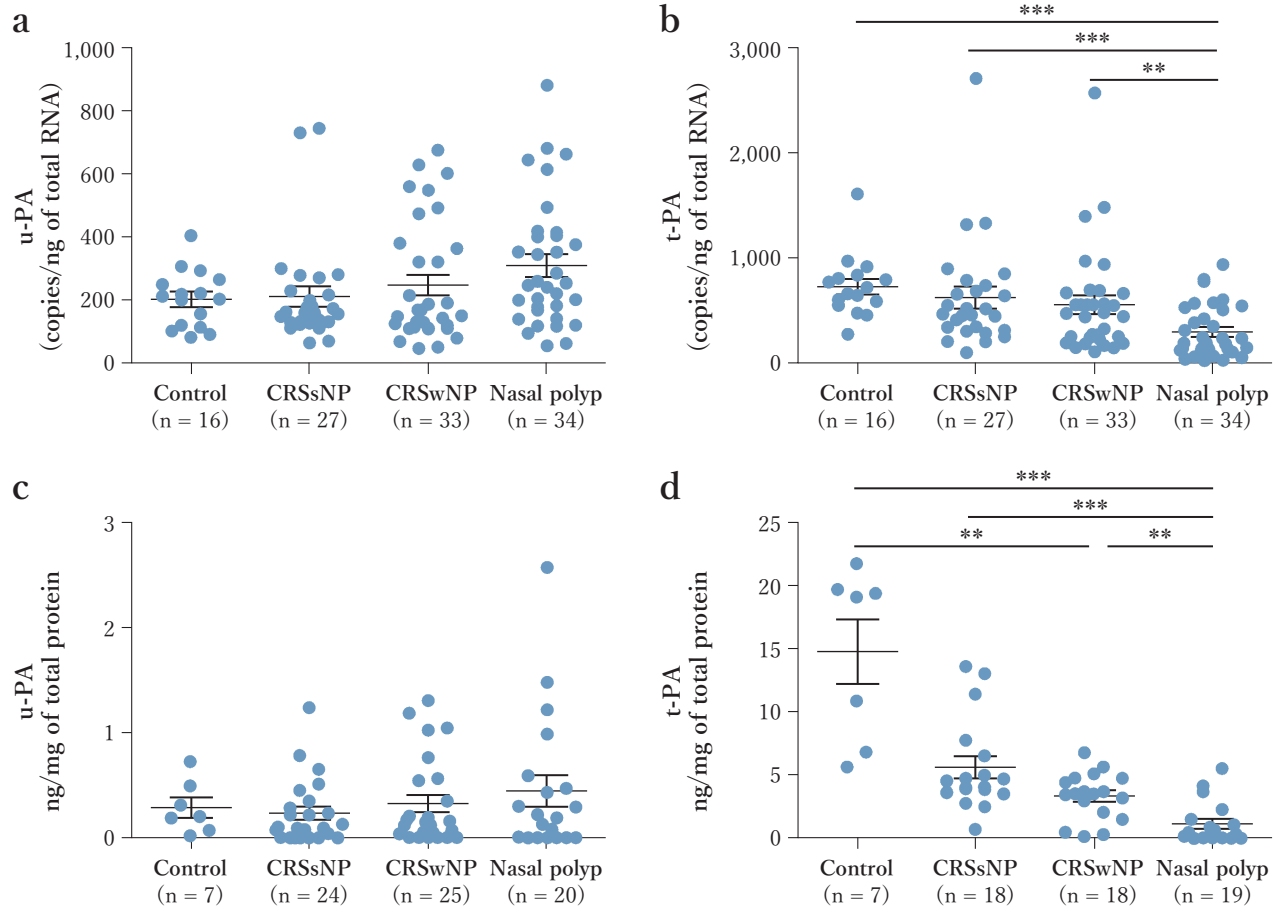 a
u-PA
(copies/ng of total RNA)
1,000
800
600
400
200
0
Control
(n = 16)
CRSsNP
(n = 27)
CRSwNP
(n = 33)
Nasal polyp
(n = 34)
b
***
***
**
t-PA
(copies/ng of total RNA)
3,000
2,000
1,000
0
Control
(n = 16)
CRSsNP
(n = 27)
CRSwNP
(n = 33)
Nasal polyp
(n = 34)
c
u-PA
ng/mg of total protein
3
2
1
0
Control
(n = 7)
CRSsNP
(n = 24)
CRSwNP
(n = 25)
Nasal polyp
(n = 20)
d
***
***
**
**
t-PA
ng/mg of total protein
25
20
15
10
5
0
Control
(n = 7)
CRSsNP
(n = 18)
CRSwNP
(n = 18)
Nasal polyp
(n = 19)